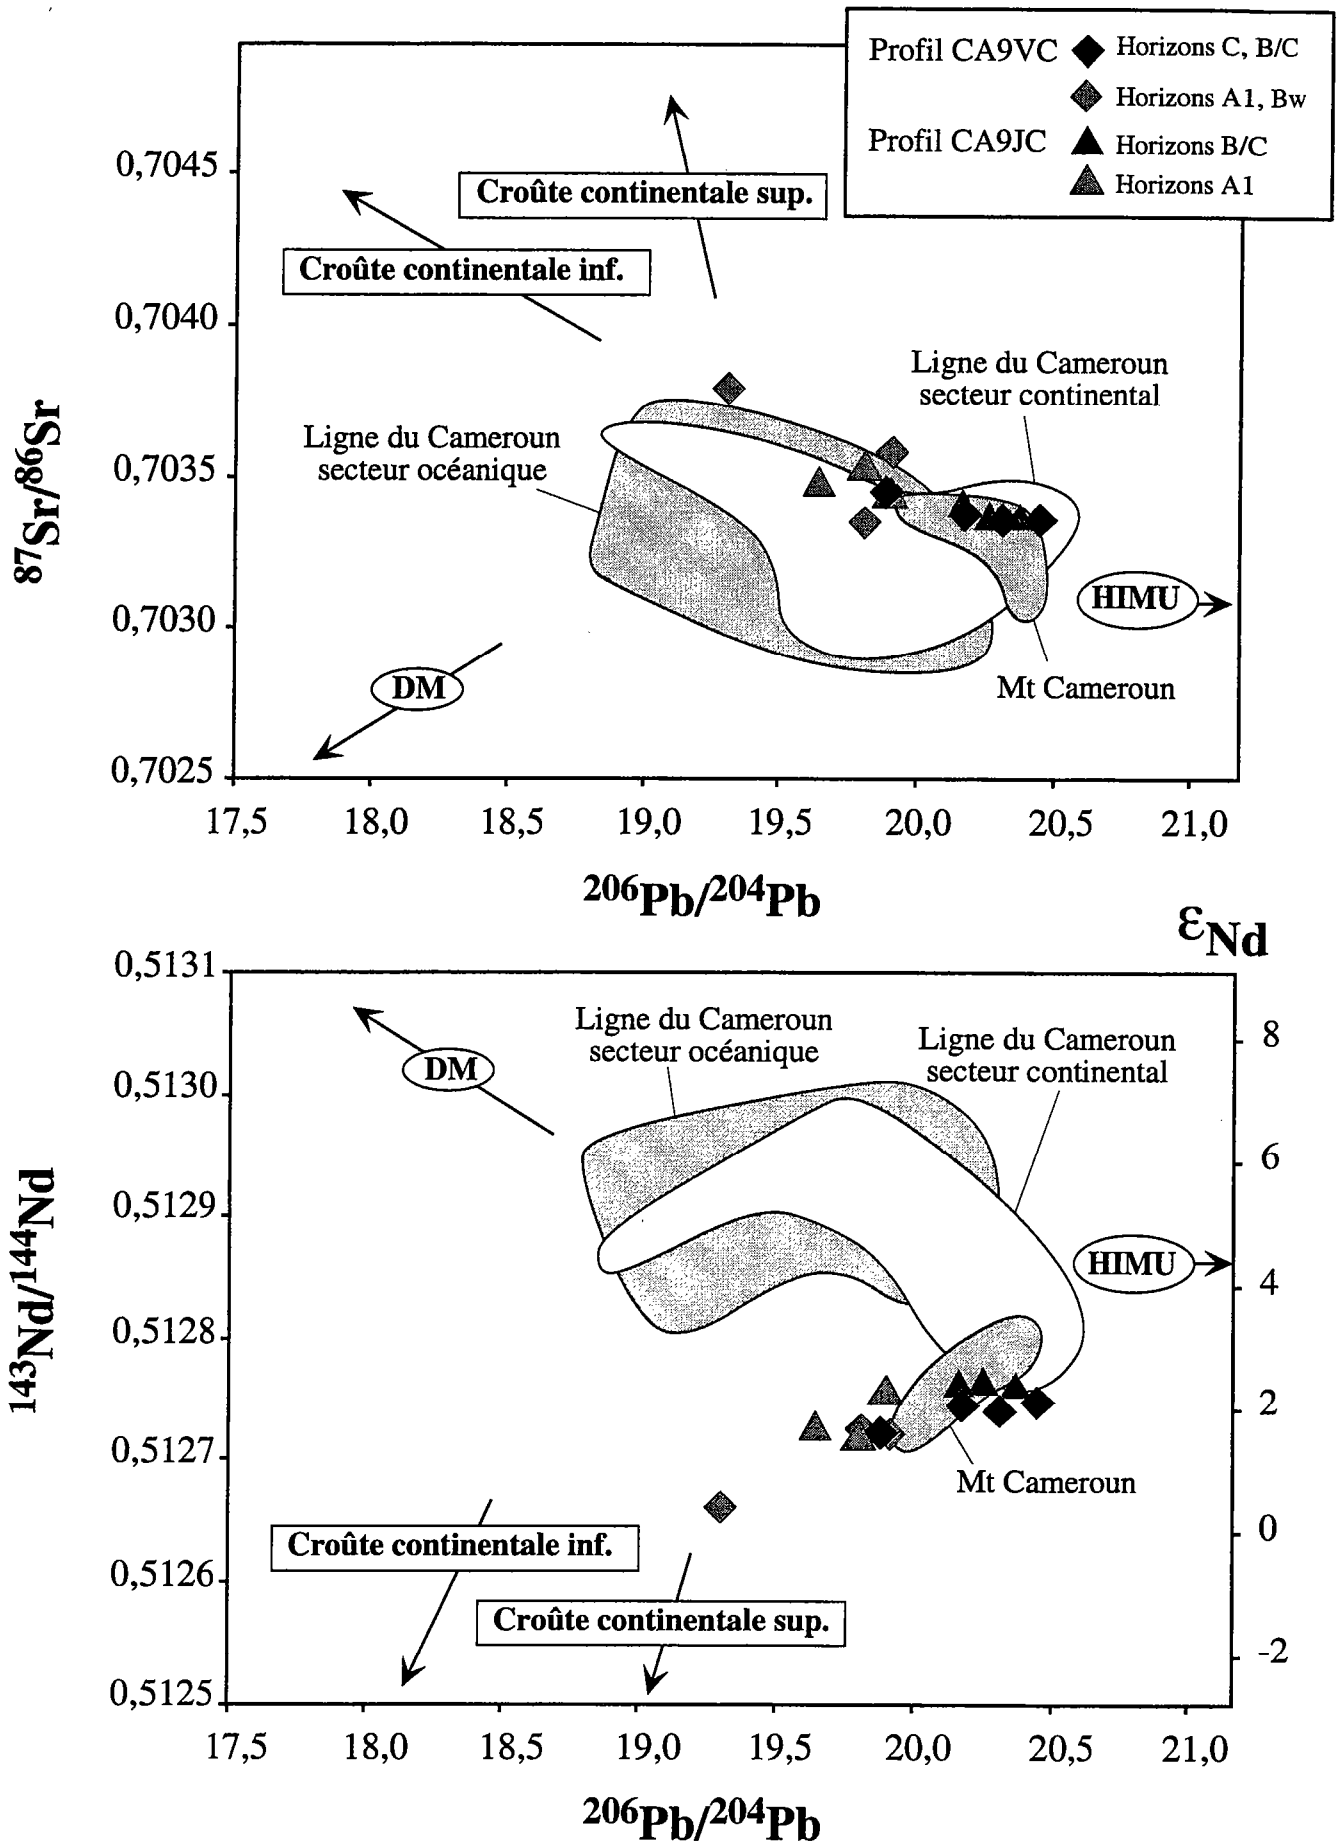 Profil CA9VC
Horizons C, B/C
Horizons A1, Bw
Profil CA9JC
Horizons B/C
Horizons A1
0,7045
0,7040
0,7035
0,7030
0,7025
87Sr/86Sr
Croûte continentale sup.
Croûte continentale inf.
Ligne du Cameroun
secteur continental
Ligne du Cameroun
secteur océanique
HIMU
DM
Mt Cameroun
17,5 18,0 18,5 19,0 19,5 20,0 20,5 21,0
206Pb/204Pb
εNd
0,5131
0,5130
0,5129
0,5128
0,5127
0,5126
0,5125
143Nd/144Nd
Ligne du Cameroun
secteur océanique
Ligne du Cameroun
secteur continental
DM
HIMU
Mt Cameroun
Croûte continentale inf.
Croûte continentale sup.
8
6
4
2
0
-2
17,5 18,0 18,5 19,0 19,5 20,0 20,5 21,0
206Pb/204Pb